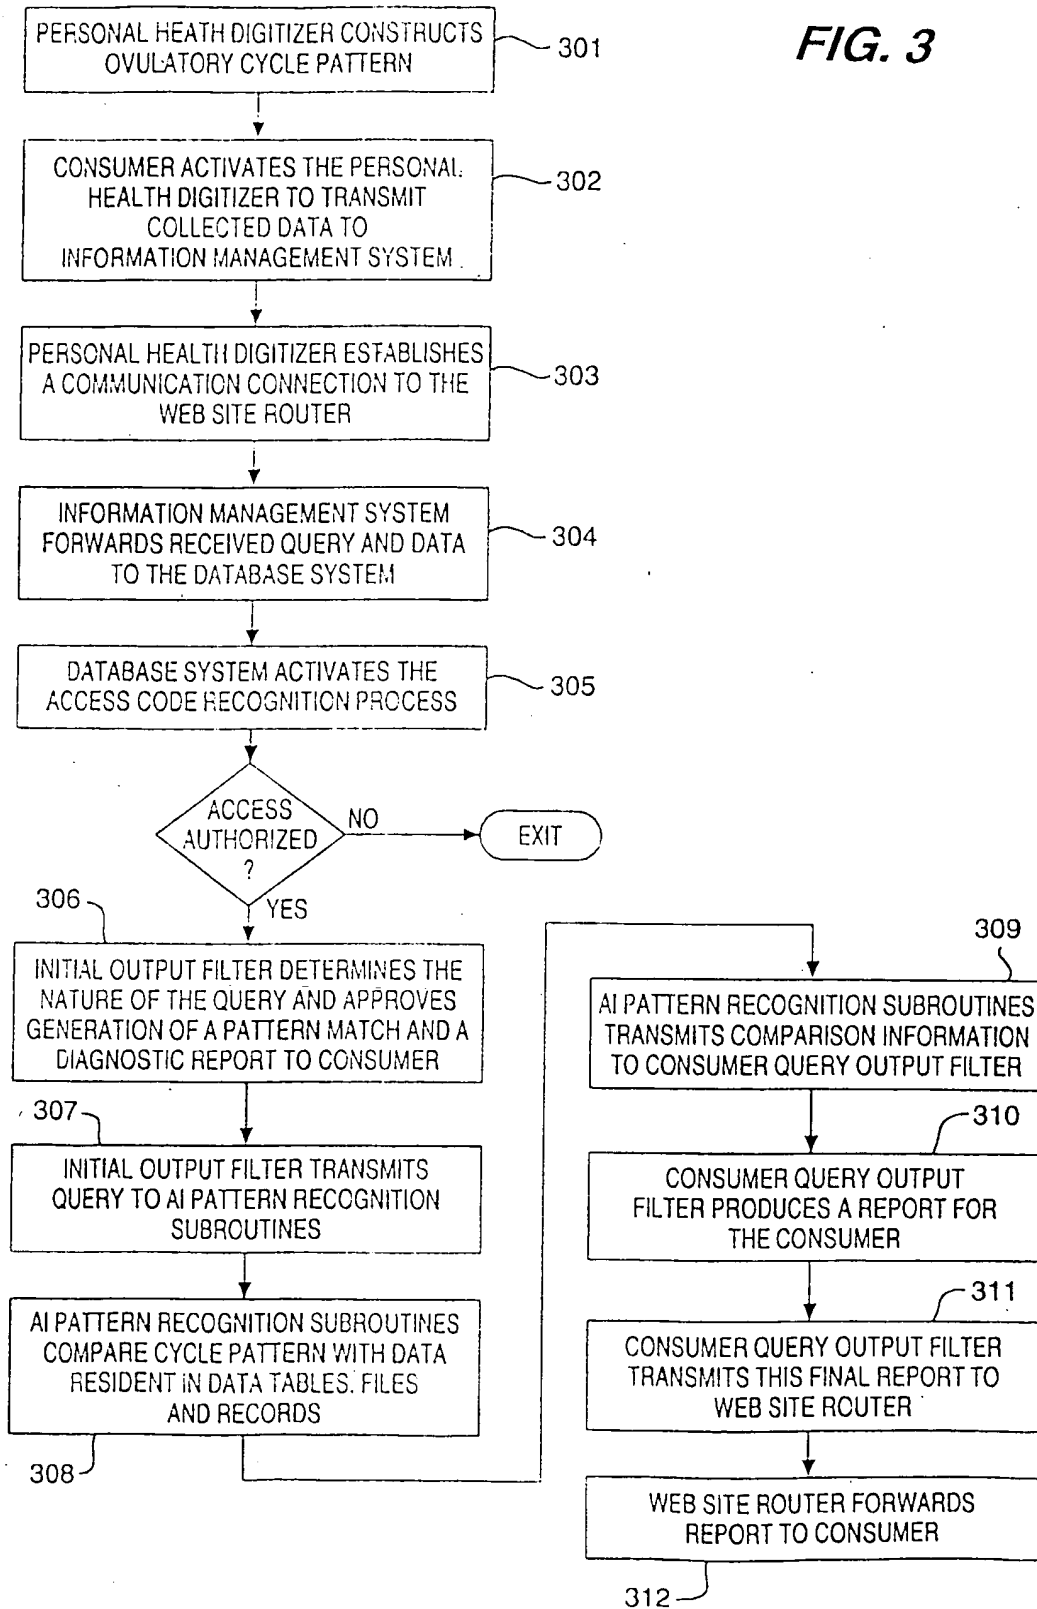 FIG. 3
PERSONAL HEATH DIGITIZER CONSTRUCTS
OVULATORY CYCLE PATTERN
301
CONSUMER ACTIVATES THE PERSONAL
HEALTH DIGITIZER TO TRANSMIT
COLLECTED DATA TO
INFORMATION MANAGEMENT SYSTEM
302
PERSONAL HEALTH DIGITIZER ESTABLISHES
A COMMUNICATION CONNECTION TO THE
WEB SITE ROUTER
303
INFORMATION MANAGEMENT SYSTEM
FORWARDS RECEIVED QUERY AND DATA
TO THE DATABASE SYSTEM
304
DATABASE SYSTEM ACTIVATES THE
ACCESS CODE RECOGNITION PROCESS
305
ACCESS
AUTHORIZED
?
NO
EXIT
YES
306
INITIAL OUTPUT FILTER DETERMINES THE
NATURE OF THE QUERY AND APPROVES
GENERATION OF A PATTERN MATCH AND A
DIAGNOSTIC REPORT TO CONSUMER
307
INITIAL OUTPUT FILTER TRANSMITS
QUERY TO AI PATTERN RECOGNITION
SUBROUTINES
AI PATTERN RECOGNITION SUBROUTINES
COMPARE CYCLE PATTERN WITH DATA
RESIDENT IN DATA TABLES, FILES
AND RECORDS
308
309
AI PATTERN RECOGNITION SUBROUTINES
TRANSMITS COMPARISON INFORMATION
TO CONSUMER QUERY OUTPUT FILTER
310
CONSUMER QUERY OUTPUT
FILTER PRODUCES A REPORT FOR
THE CONSUMER
311
CONSUMER QUERY OUTPUT FILTER
TRANSMITS THIS FINAL REPORT TO
WEB SITE ROUTER
WEB SITE ROUTER FORWARDS
REPORT TO CONSUMER
312